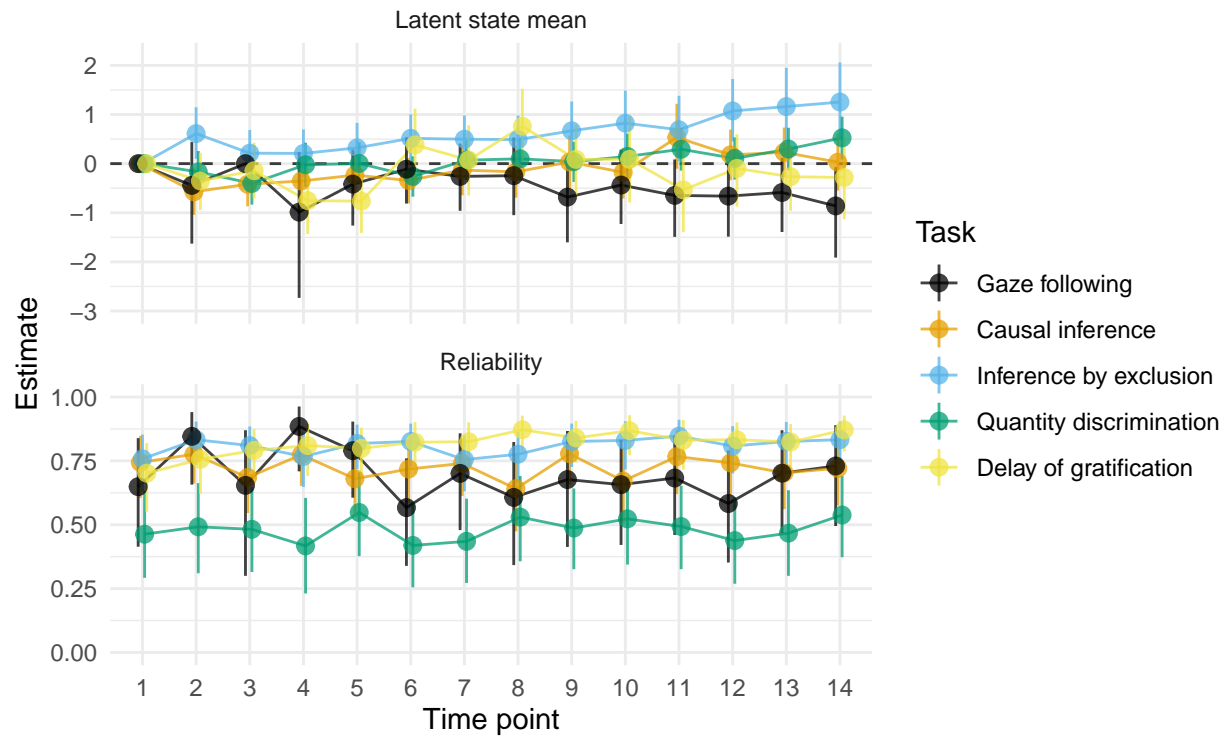 Latent state mean
2
1
0
−1
−2
−3
Estimate
Reliability
1.00
0.75
0.50
0.25
0.00
1 2 3 4 5 6 7 8 9 10 11 12 13 14
Time point
Task
Gaze following
Causal inference
Inference by exclusion
Quantity discrimination
Delay of gratification